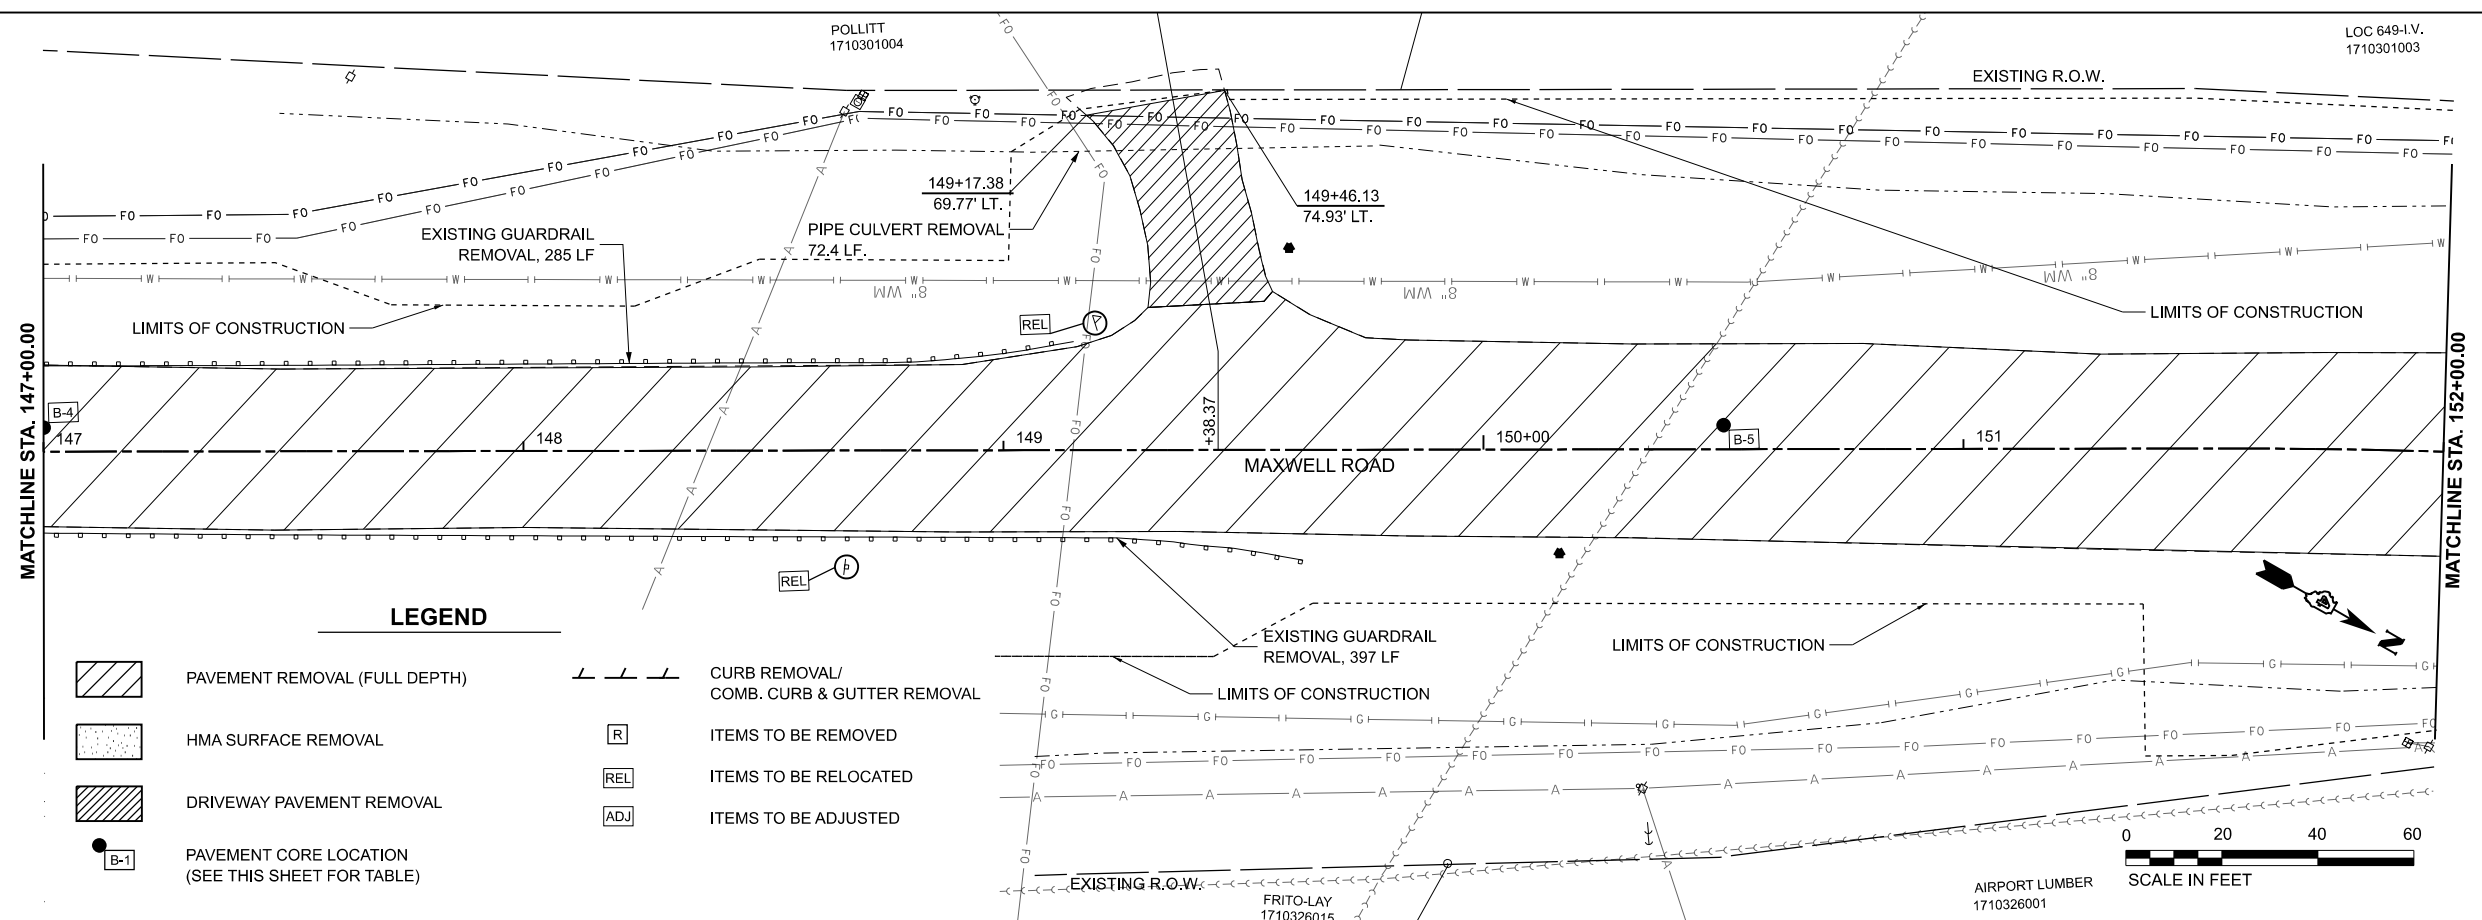 POLLITT
1710301004
LOC 649-I.V.
1710301003
EXISTING R.O.W.
149+17.38
69.77' LT.
149+46.13
74.93' LT.
PIPE CULVERT REMOVAL
72.4 LF.
EXISTING GUARDRAIL
REMOVAL, 285 LF
8" WM
8" WM
8" WM
LIMITS OF CONSTRUCTION
REL
LIMITS OF CONSTRUCTION
MATCHLINE STA. 147+00.00
MATCHLINE STA. 152+00.00
B-4
147
148
149
+38.37
150+00
B-5
151
MAXWELL ROAD
REL
EXISTING GUARDRAIL
REMOVAL, 397 LF
LIMITS OF CONSTRUCTION
LIMITS OF CONSTRUCTION
N
LEGEND
PAVEMENT REMOVAL (FULL DEPTH)
HMA SURFACE REMOVAL
DRIVEWAY PAVEMENT REMOVAL
B-1
PAVEMENT CORE LOCATION
(SEE THIS SHEET FOR TABLE)
CURB REMOVAL/
COMB. CURB & GUTTER REMOVAL
R
ITEMS TO BE REMOVED
REL
ITEMS TO BE RELOCATED
ADJ
ITEMS TO BE ADJUSTED
EXISTING R.O.W.
FRITO-LAY
1710326015
AIRPORT LUMBER
1710326001
0 20 40 60
SCALE IN FEET